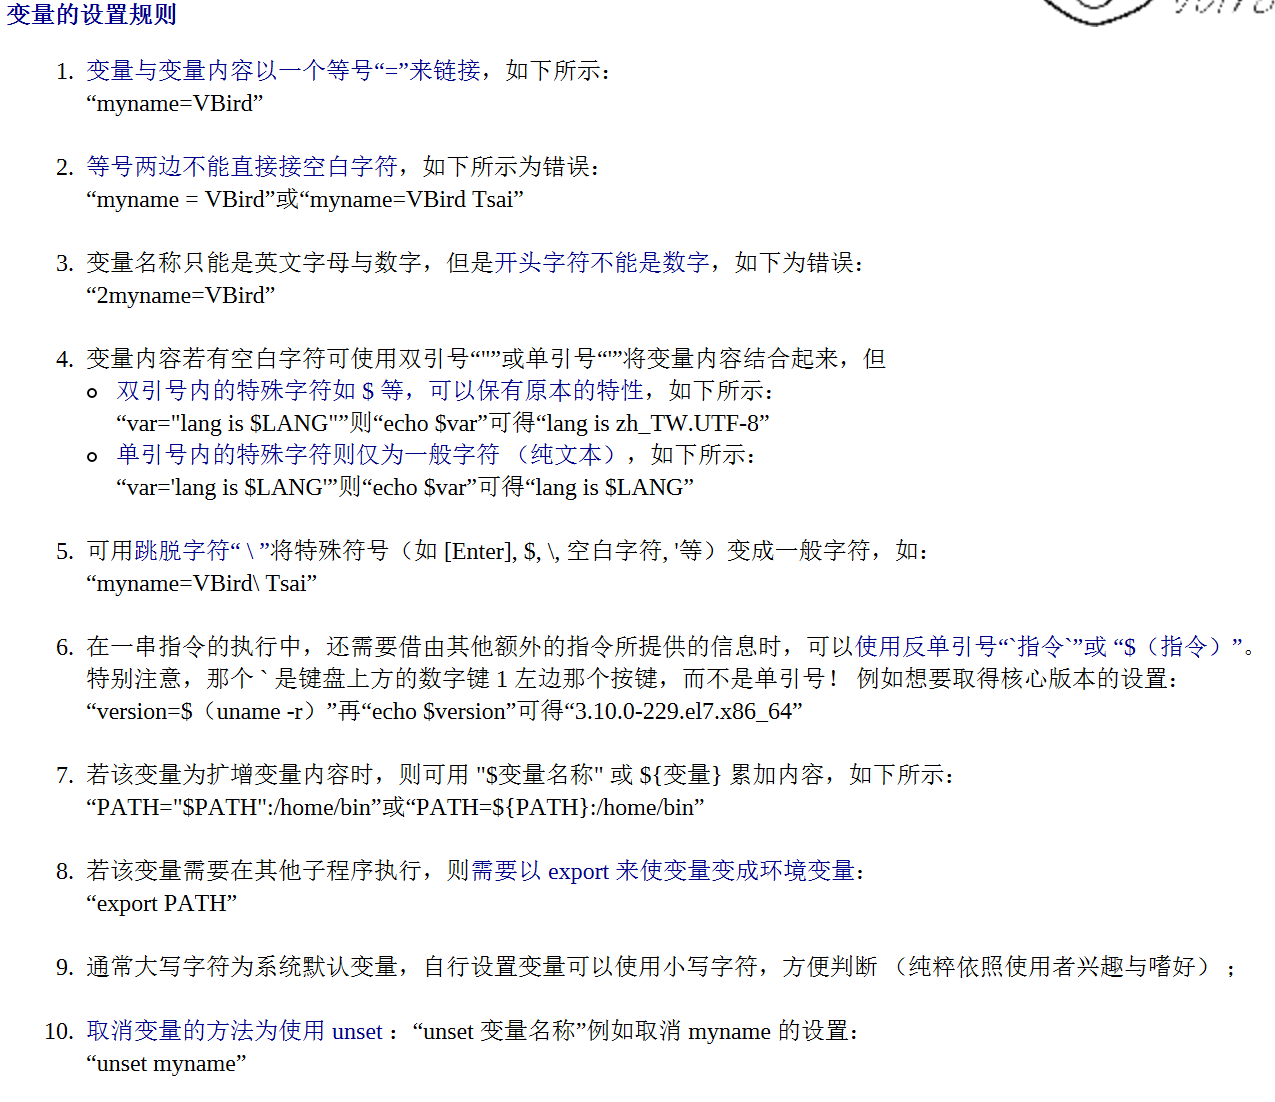 变量的设置规则
1. 变量与变量内容以一个等号“=”来链接，如下所示：
“myname=VBird”
2. 等号两边不能直接接空白字符，如下所示为错误：
“myname = VBird”或“myname=VBird Tsai”
3. 变量名称只能是英文字母与数字，但是开头字符不能是数字，如下为错误：
“2myname=VBird”
4. 变量内容若有空白字符可使用双引号“"”或单引号“'”将变量内容结合起来，但
双引号内的特殊字符如 $ 等，可以保有原本的特性，如下所示：
“var="lang is $LANG"”则“echo $var”可得“lang is zh_TW.UTF-8”
单引号内的特殊字符则仅为一般字符 （纯文本），如下所示：
“var='lang is $LANG'”则“echo $var”可得“lang is $LANG”
5. 可用跳脱字符“ \ ”将特殊符号（如 [Enter], $, \, 空白字符, '等）变成一般字符，如：
“myname=VBird\ Tsai”
6. 在一串指令的执行中，还需要借由其他额外的指令所提供的信息时，可以使用反单引号“`指令`”或 “$（指令）”。
特别注意，那个 ` 是键盘上方的数字键 1 左边那个按键，而不是单引号！ 例如想要取得核心版本的设置：
“version=$（uname -r）”再“echo $version”可得“3.10.0-229.el7.x86_64”
7. 若该变量为扩增变量内容时，则可用 "$变量名称" 或 ${变量} 累加内容，如下所示：
“PATH="$PATH":/home/bin”或“PATH=${PATH}:/home/bin”
8. 若该变量需要在其他子程序执行，则需要以 export 来使变量变成环境变量：
“export PATH”
9. 通常大写字符为系统默认变量，自行设置变量可以使用小写字符，方便判断 （纯粹依照使用者兴趣与嗜好） ；
10. 取消变量的方法为使用 unset ：“unset 变量名称”例如取消 myname 的设置：
“unset myname”